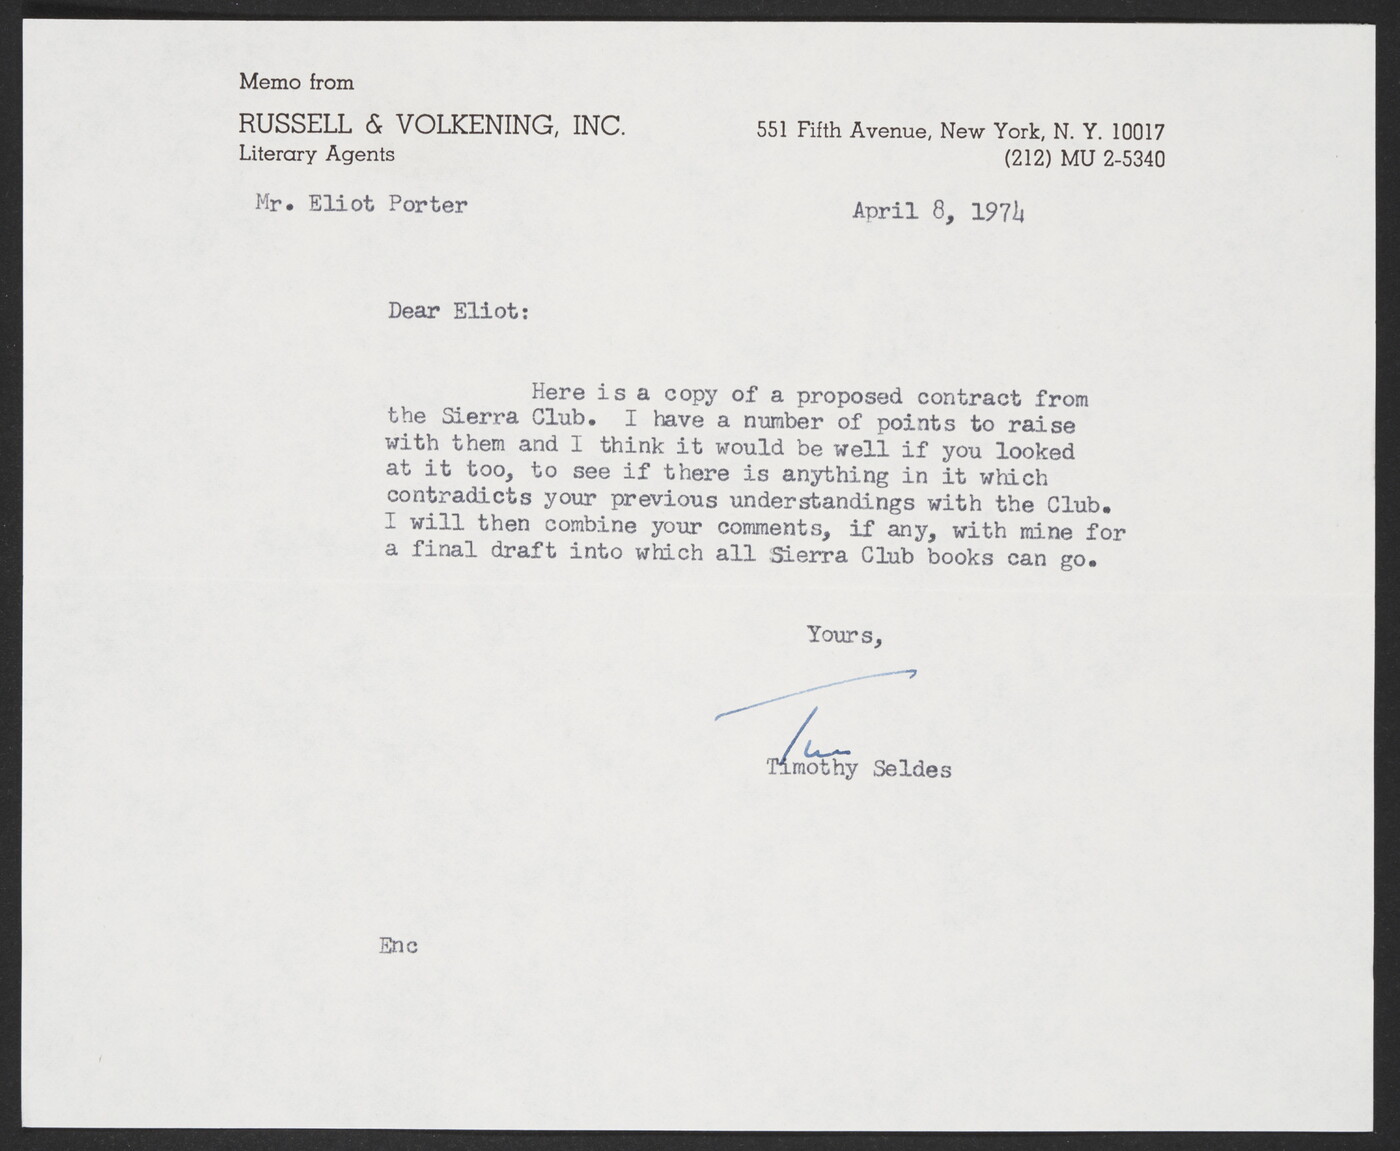 Memo from
RUSSELL & VOLKENING, INC.
Literary Agents
551 Fifth Avenue, New York, N. Y. 10017
(212) MU 2-5340
Mr. Eliot Porter
April 8, 1974
Dear Eliot:
Here is a copy of a proposed contract from
the Sierra Club. I have a number of points to raise
with them and I think it would be well if you looked
at it too, to see if there is anything in it which
contradicts your previous understandings with the Club.
I will then combine your comments, if any, with mine for
a final draft into which all Sierra Club books can go.
Yours,
Tim
Timothy Seldes
Enc